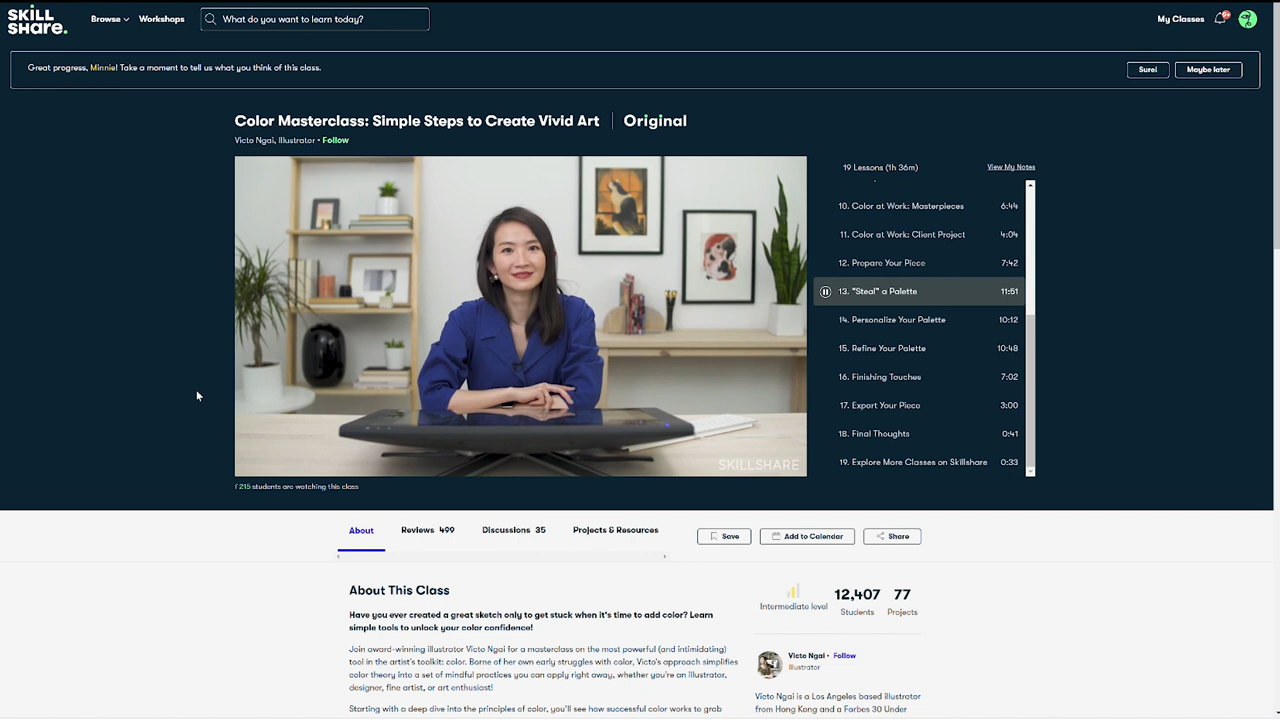 SKILL
SHARE.
Browse
Workshops
What do you want to learn today?
My Classes
9+
Great progress, Minnie! Take a moment to tell us what you think of this class.
Sure!
Maybe later
Color Masterclass: Simple Steps to Create Vivid Art
Original
Victo Ngai, Illustrator • Follow
19 Lessons (1h 36m)
View My Notes
10. Color at Work: Masterpieces 6:44
11. Color at Work: Client Project 4:04
12. Prepare Your Piece 7:42
13. "Steal" a Palette 11:51
14. Personalize Your Palette 10:12
15. Refine Your Palette 10:48
16. Finishing Touches 7:02
17. Export Your Piece 3:00
18. Final Thoughts 0:41
19. Explore More Classes on Skillshare 0:33
SKILLSHARE
215 students are watching this class
About
Reviews 499
Discussions 35
Projects & Resources
Save
Add to Calendar
Share
About This Class
Have you ever created a great sketch only to get stuck when it's time to add color? Learn
simple tools to unlock your color confidence!
Join award-winning illustrator Victo Ngai for a masterclass on the most powerful (and intimidating)
tool in the artist's toolkit: color. Borne of her own early struggles with color, Victo's approach simplifies
color theory into a set of mindful practices you can apply right away, whether you're an illustrator,
designer, fine artist, or art enthusiast!
Starting with a deep dive into the principles of color, you'll see how successful color works to grab
Intermediate level
12,407
Students
77
Projects
Victo Ngai • Follow
Illustrator
Victo Ngai is a Los Angeles based illustrator
from Hong Kong and a Forbes 30 Under